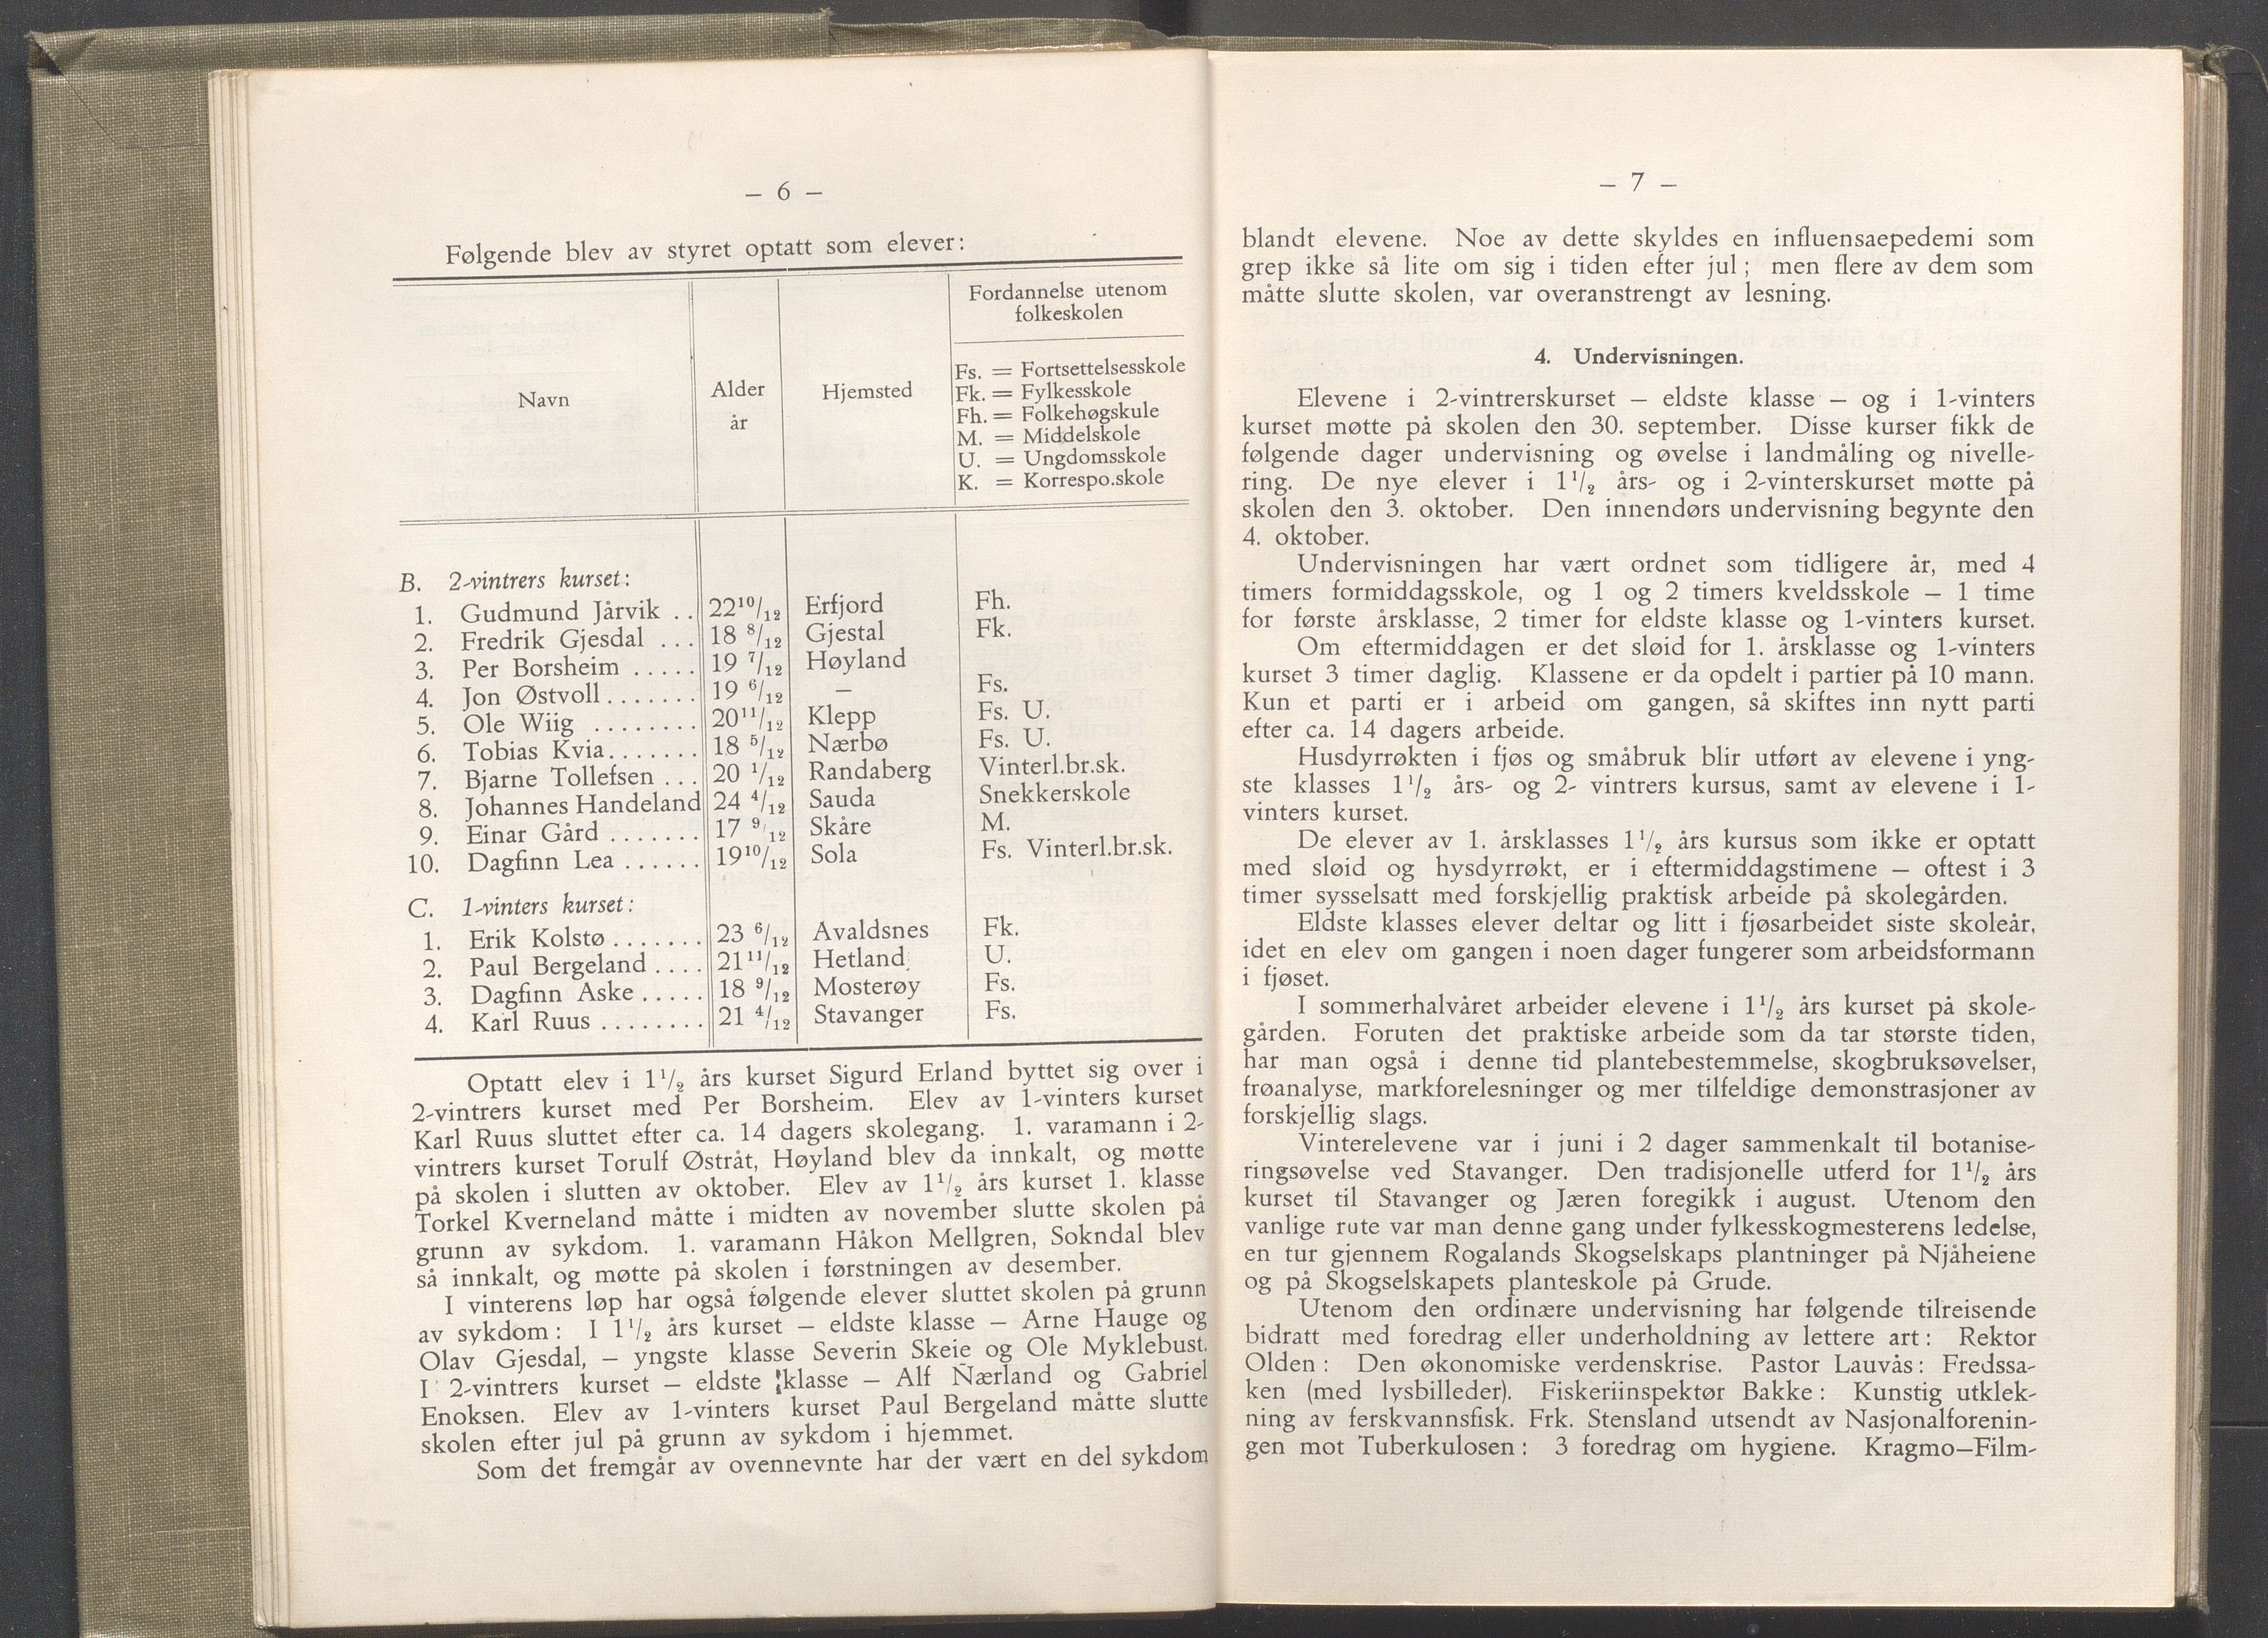 – 6 –
Følgende blev av styret optatt som elever:
Navn
Alder
år
Hjemsted
Fordannelse utenom
folkeskolen
Fs. = Fortsettelsesskole
Fk. = Fylkesskole
Fh. = Folkehøgskule
M. = Middelskole
U. = Ungdomsskole
K. = Korrespo.skole
B. 2-vintrers kurset:
1. Gudmund Jårvik .. 22 10/12 Erfjord Fh.
2. Fredrik Gjesdal ... 18 8/12 Gjestal Fk.
3. Per Borsheim ..... 19 7/12 Høyland
4. Jon Østvoll....... 19 6/12 – Fs.
5. Ole Wiig ........ 20 11/12 Klepp Fs. U.
6. Tobias Kvia....... 18 5/12 Nærbø Fs. U.
7. Bjarne Tollefsen ... 20 1/12 Randaberg Vinterl.br.sk.
8. Johannes Handeland 24 4/12 Sauda Snekkerskole
9. Einar Gård ....... 17 9/12 Skåre M.
10. Dagfinn Lea ...... 19 10/12 Sola Fs. Vinterl.br.sk.
C. 1-vinters kurset:
1. Erik Kolstø....... 23 6/12 Avaldsnes Fk.
2. Paul Bergeland .... 21 11/12 Hetland U.
3. Dagfinn Aske ..... 18 9/12 Mosterøy Fs.
4. Karl Ruus ........ 21 4/12 Stavanger Fs.
Optatt elev i 1 1/2 års kurset Sigurd Erland byttet sig over i
2-vintrers kurset med Per Borsheim. Elev av 1-vinters kurset
Karl Ruus sluttet efter ca. 14 dagers skolegang. 1. varamann i 2-
vintrers kurset Torulf Østråt, Høyland blev da innkalt, og møtte
på skolen i slutten av oktober. Elev av 1 1/2 års kurset 1. klasse
Torkel Kverneland måtte i midten av november slutte skolen på
grunn av sykdom. 1. varamann Håkon Mellgren, Sokndal blev
så innkalt, og møtte på skolen i førstningen av desember.
I vinterens løp har også følgende elever sluttet skolen på grunn
av sykdom: I 1 1/2 års kurset – eldste klasse – Arne Hauge og
Olav Gjesdal, – yngste klasse Severin Skeie og Ole Myklebust.
I 2-vintrers kurset – eldste klasse – Alf Nærland og Gabriel
Enoksen. Elev av 1-vinters kurset Paul Bergeland måtte slutte
skolen efter jul på grunn av sykdom i hjemmet.
Som det fremgår av ovennevnte har der vært en del sykdom
– 7 –
blandt elevene. Noe av dette skyldes en influensaepedemi som
grep ikke så lite om sig i tiden efter jul; men flere av dem som
måtte slutte skolen, var overanstrengt av lesning.
4. Undervisningen.
Elevene i 2-vintrerskurset – eldste klasse – og i 1-vinters
kurset møtte på skolen den 30. september. Disse kurser fikk de
følgende dager undervisning og øvelse i landmåling og nivelle-
ring. De nye elever i 1 1/2 års- og i 2-vinterskurset møtte på
skolen den 3. oktober. Den innendørs undervisning begynte den
4. oktober.
Undervisningen har vært ordnet som tidligere år, med 4
timers formiddagsskole, og 1 og 2 timers kveldsskole – 1 time
for første årsklasse, 2 timer for eldste klasse og 1-vinters kurset.
Om eftermiddagen er det sløid for 1. årsklasse og 1-vinters
kurset 3 timer daglig. Klassene er da opdelt i partier på 10 mann.
Kun et parti er i arbeid om gangen, så skiftes inn nytt parti
efter ca. 14 dagers arbeide.
Husdyrrøkten i fjøs og småbruk blir utført av elevene i yng-
ste klasses 1 1/2 års- og 2- vintrers kursus, samt av elevene i 1-
vinters kurset.
De elever av 1. årsklasses 1 1/2 års kursus som ikke er optatt
med sløid og hysdyrrøkt, er i eftermiddagstimene – oftest i 3
timer sysselsatt med forskjellig praktisk arbeide på skolegården.
Eldste klasses elever deltar og litt i fjøsarbeidet siste skoleår,
idet en elev om gangen i noen dager fungerer som arbeidsformann
i fjøset.
I sommerhalvåret arbeider elevene i 1 1/2 års kurset på skole-
gården. Foruten det praktiske arbeide som da tar største tiden,
har man også i denne tid plantebestemmelse, skogbruksøvelser,
frøanalyse, markforelesninger og mer tilfeldige demonstrasjoner av
forskjellig slags.
Vinterelevene var i juni i 2 dager sammenkalt til botanise-
ringsøvelse ved Stavanger. Den tradisjonelle utferd for 1 1/2 års
kurset til Stavanger og Jæren foregikk i august. Utenom den
vanlige rute var man denne gang under fylkesskogmesterens ledelse,
en tur gjennem Rogalands Skogselskaps plantninger på Njåheiene
og på Skogselskapets planteskole på Grude.
Utenom den ordinære undervisning har følgende tilreisende
bidratt med foredrag eller underholdning av lettere art: Rektor
Olden: Den økonomiske verdenskrise. Pastor Lauvås: Fredssa-
ken (med lysbilleder). Fiskeriinspektør Bakke: Kunstig utklek-
ning av ferskvannsfisk. Frk. Stensland utsendt av Nasjonalforenin-
gen mot Tuberkulosen: 3 foredrag om hygiene. Kragmo–Film-